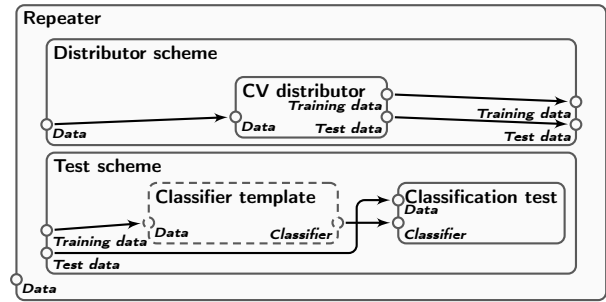 Repeater
Distributor scheme
CV distributor
Training data
Training data
Data
Data
Test data
Test data
Test scheme
Classifier template
Classification test
Data
Training data
Data
Classifier
Classifier
Test data
Data